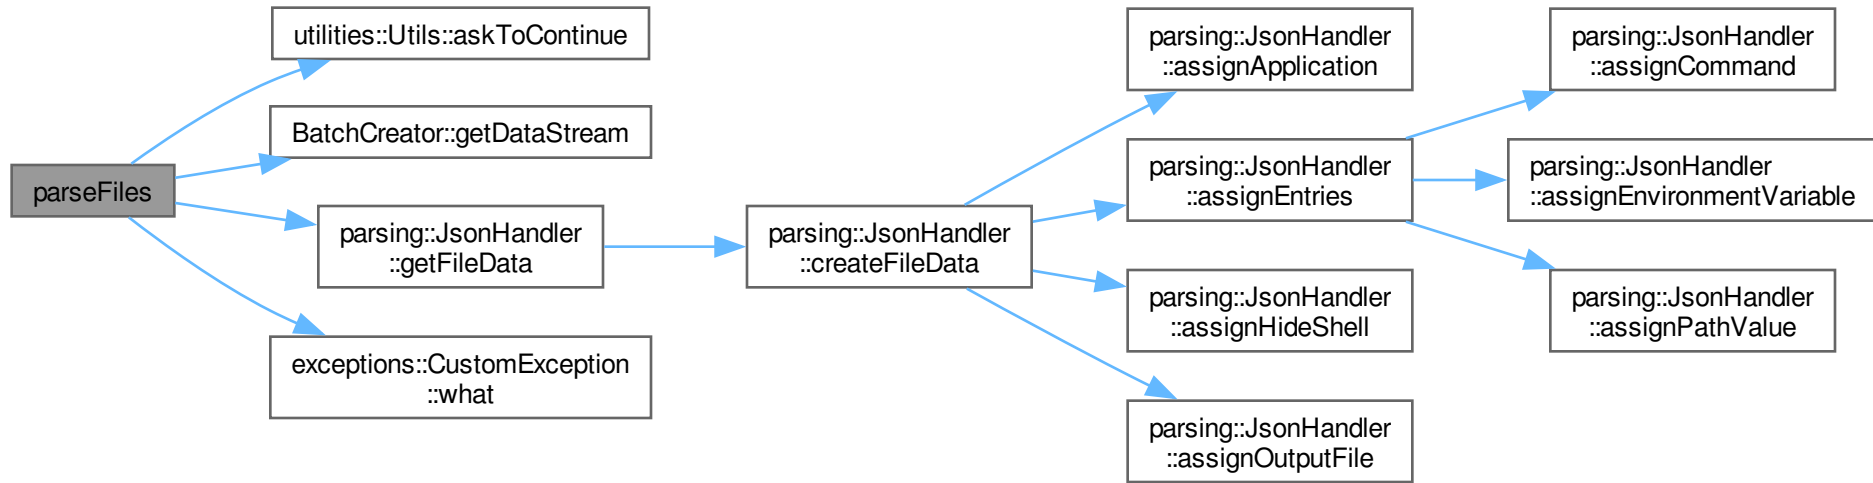 parseFiles
utilities::Utils::askToContinue
BatchCreator::getDataStream
parsing::JsonHandler
::getFileData
exceptions::CustomException
::what
parsing::JsonHandler
::createFileData
parsing::JsonHandler
::assignApplication
parsing::JsonHandler
::assignEntries
parsing::JsonHandler
::assignHideShell
parsing::JsonHandler
::assignOutputFile
parsing::JsonHandler
::assignCommand
parsing::JsonHandler
::assignEnvironmentVariable
parsing::JsonHandler
::assignPathValue